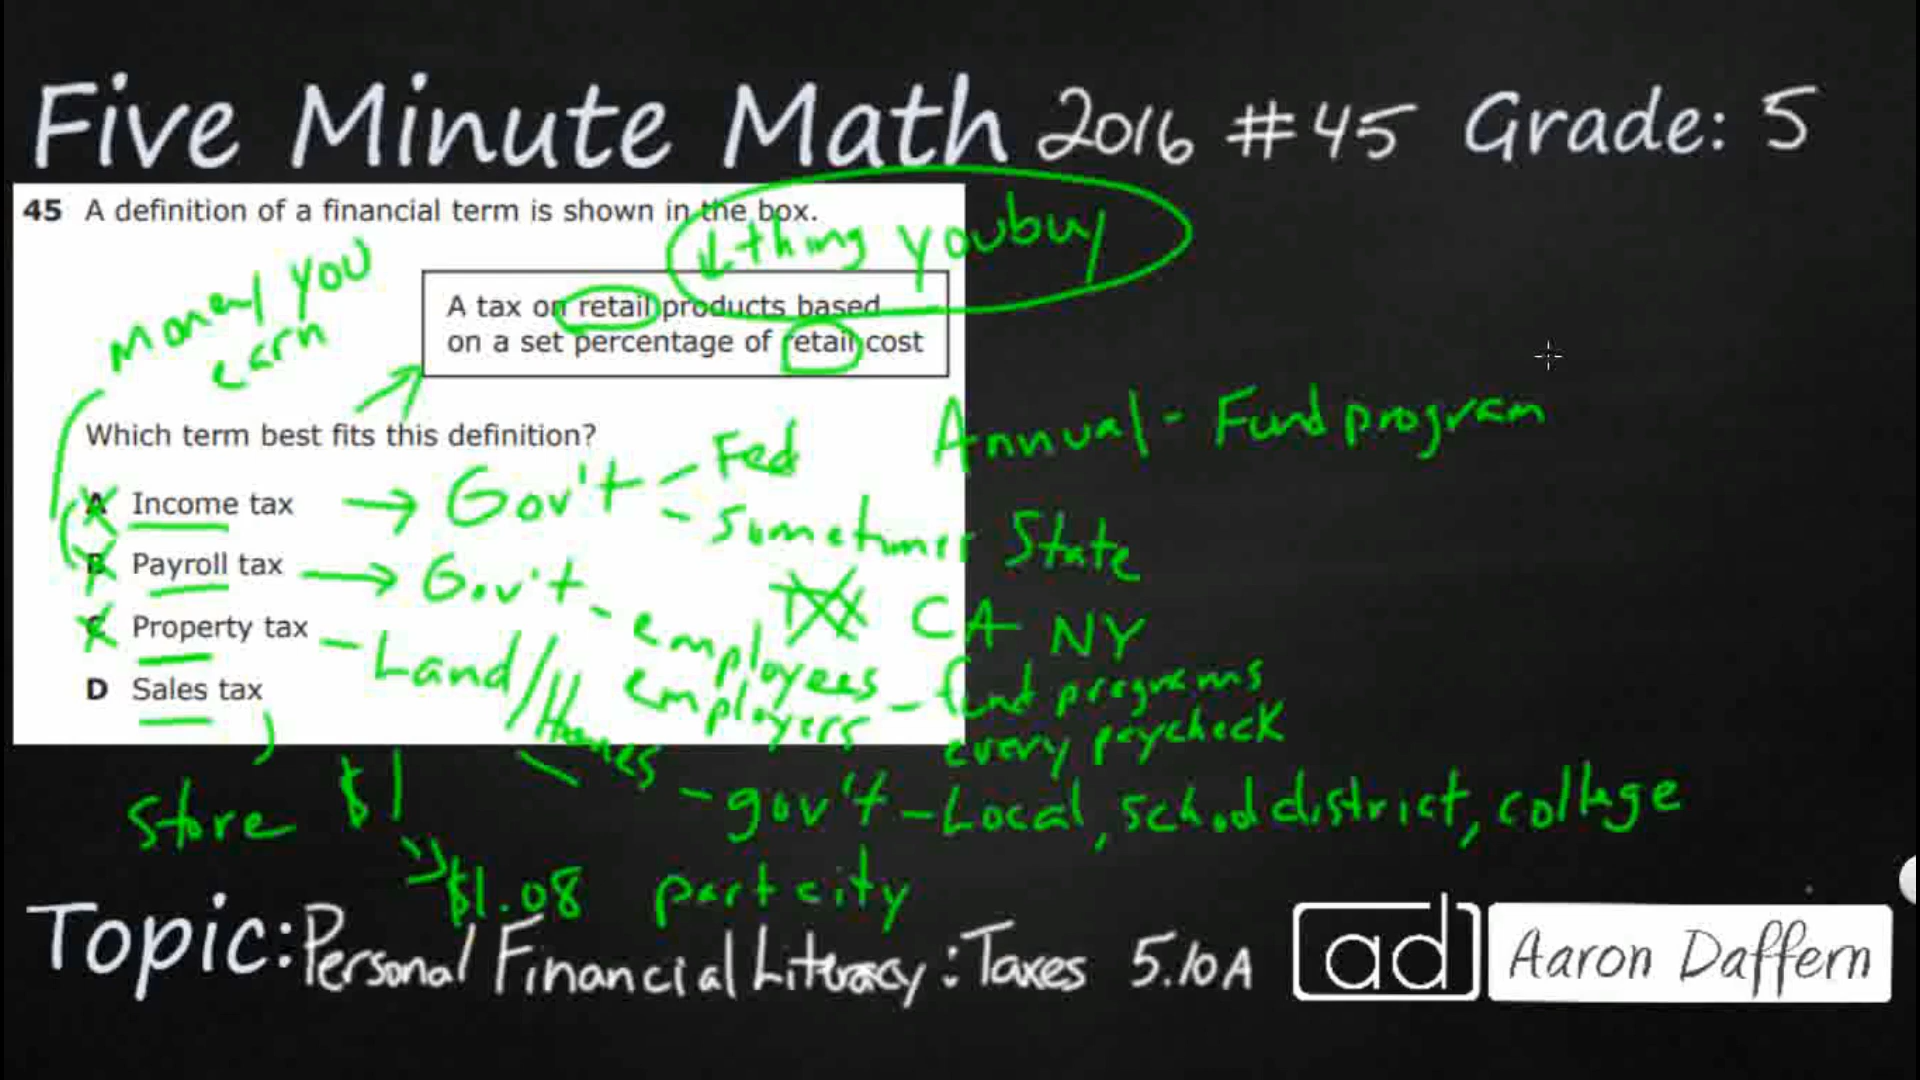 Five Minute Math 2016 #45 Grade: 5
45 A definition of a financial term is shown in the box.
↓thing you buy
Money you
earn
A tax on retail products based
on a set percentage of retail cost
Which term best fits this definition?
Annual - Fund program
A Income tax → Gov't - Fed
- Sometimes State
B Payroll tax → Gov't - employees
employers - fund programs
every paycheck
TX CA NY
C Property tax - Land/Homes
- gov't - Local, school district, college
D Sales tax
store $1
→ $1.08 part city
Topic: Personal Financial Literacy: Taxes 5.10A
ad Aaron Daffern